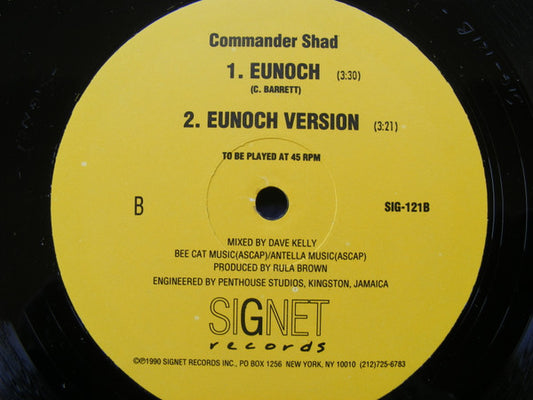 Commander Shad
1. EUNOCH (3:30)
(C. BARRETT)
2. EUNOCH VERSION (3:21)
TO BE PLAYED AT 45 RPM
B
SIG-121B
MIXED BY DAVE KELLY
BEE CAT MUSIC(ASCAP)/ANTELLA MUSIC(ASCAP)
PRODUCED BY RULA BROWN
ENGINEERED BY PENTHOUSE STUDIOS, KINGSTON, JAMAICA
SIGNET
records
©℗1990 SIGNET RECORDS INC., PO BOX 1256 NEW YORK, NY 10010 (212)725-6783